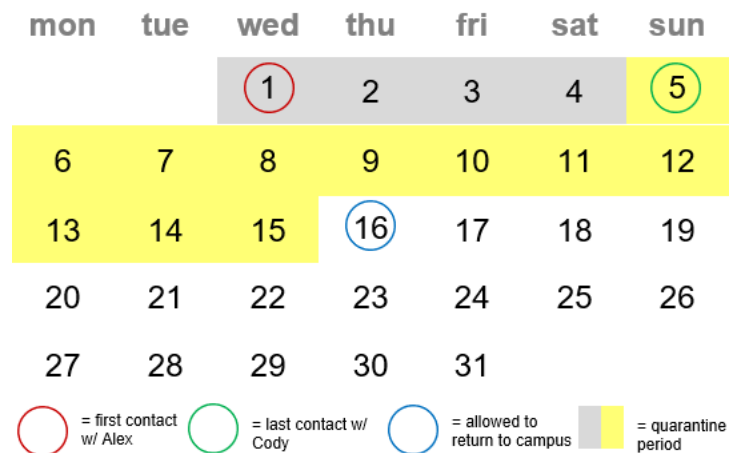 mon tue wed thu fri sat sun
1 2 3 4 5
6 7 8 9 10 11 12
13 14 15 16 17 18 19
20 21 22 23 24 25 26
27 28 29 30 31
= first contact
w/ Alex
= last contact w/
Cody
= allowed to
return to campus
= quarantine
period